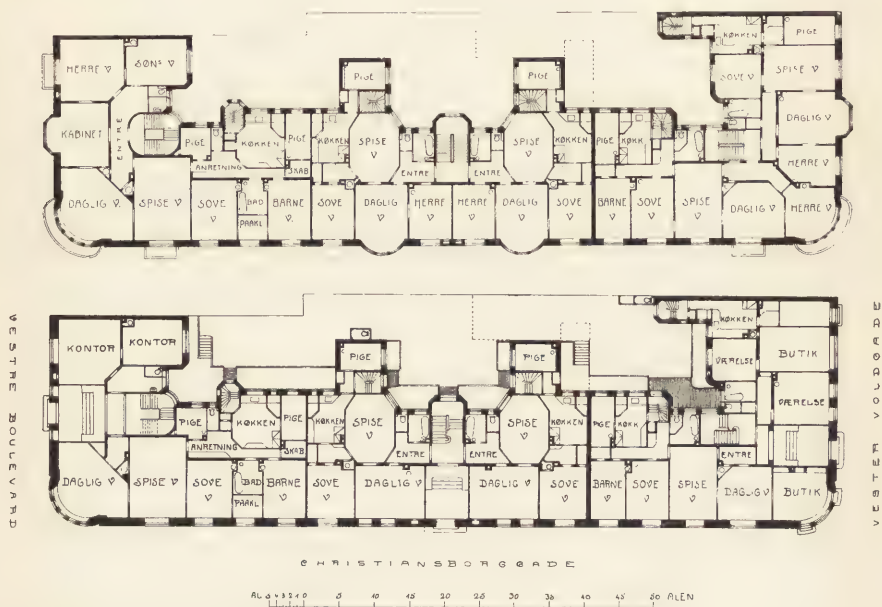 KØKKEN PIGE
HERRE V SØNS V PIGE PIGE SOVE V SPISE V
KABINET ENTRE PIGE KØKKEN PIGE KØKKEN SPISE V SPISE V KØKKEN PIGE KØKK DAGLIG V
ANRETNING SKAB ENTRE ENTRE HERRE V
DAGLIG V. SPISE V SOVE V BAD BARNE V. SOVE V DAGLIG V HERRE V HERRE V DAGLIG V SOVE V BARNE V SOVE V SPISE V DAGLIG V HERRE V
PAAKL
KØKKEN
KONTOR KONTOR PIGE PIGE VÆRELSE BUTIK
PIGE KØKKEN PIGE KØKKEN SPISE V SPISE V KØKKEN PIGE KØKK VÆRELSE
ANRETNING SKAB ENTRE ENTRE ENTRE
DAGLIG V SPISE V SOVE V BAD BARNE V SOVE V DAGLIG V DAGLIG V SOVE V BARNE V SOVE V SPISE V DAGLIG V BUTIK
PAAKL
VESTRE BOULEVARD
VESTER VOLDGADE
CHRISTIANSBORGGADE
AL 5 4 3 2 1 0 5 10 15 20 25 30 35 40 45 50 ALEN